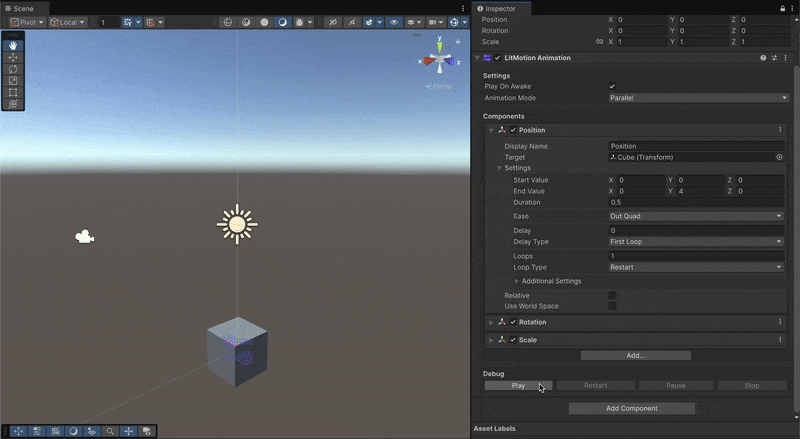 Scene
Pivot Local 1
2D
y
x z
Persp
Inspector
Position X 0 Y 0 Z 0
Rotation X 0 Y 0 Z 0
Scale X 1 Y 1 Z 1
LitMotion Animation
Settings
Play On Awake
Animation Mode Parallel
Components
Position
Display Name Position
Target Cube (Transform)
Settings
Start Value X 0 Y 0 Z 0
End Value X 0 Y 4 Z 0
Duration 0.5
Ease Out Quad
Delay 0
Delay Type First Loop
Loops 1
Loop Type Restart
Additional Settings
Relative
Use World Space
Rotation
Scale
Add...
Debug
Play Restart Pause Stop
Add Component
Asset Labels